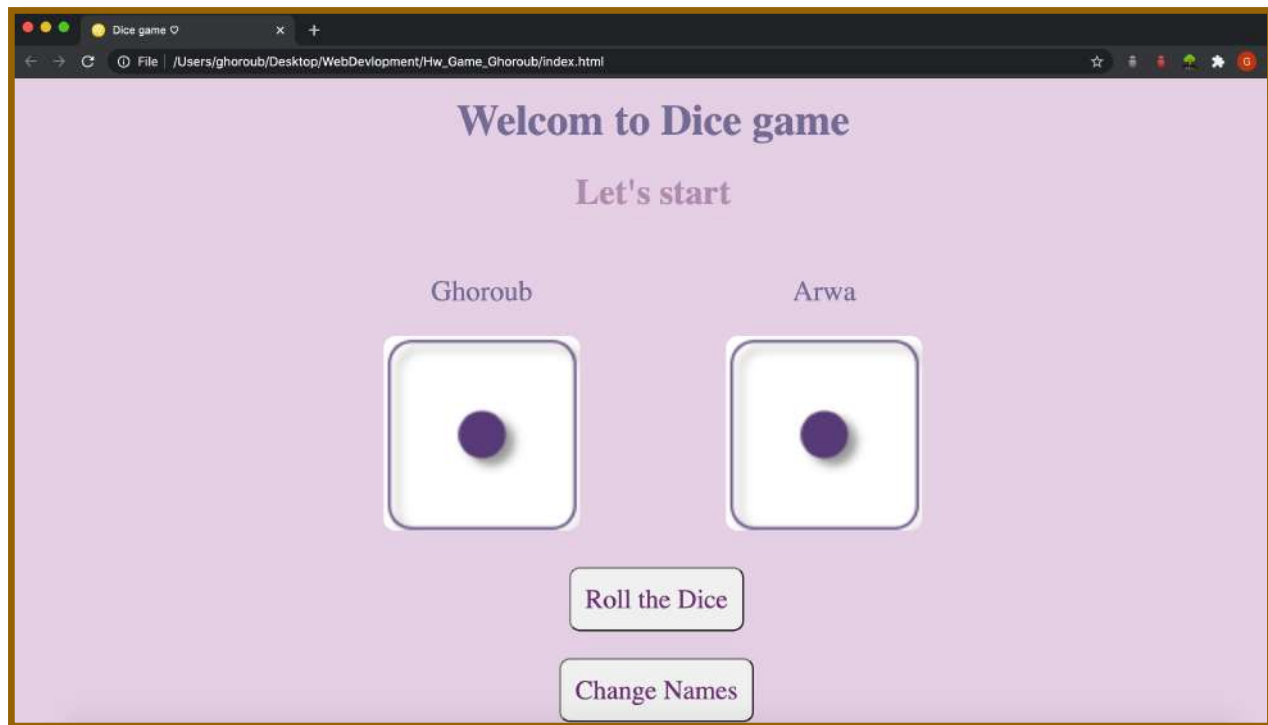 Dice game ♡
File /Users/ghoroub/Desktop/WebDevlopment/Hw_Game_Ghoroub/index.html
G
Welcom to Dice game
Let's start
Ghoroub Arwa
Roll the Dice
Change Names